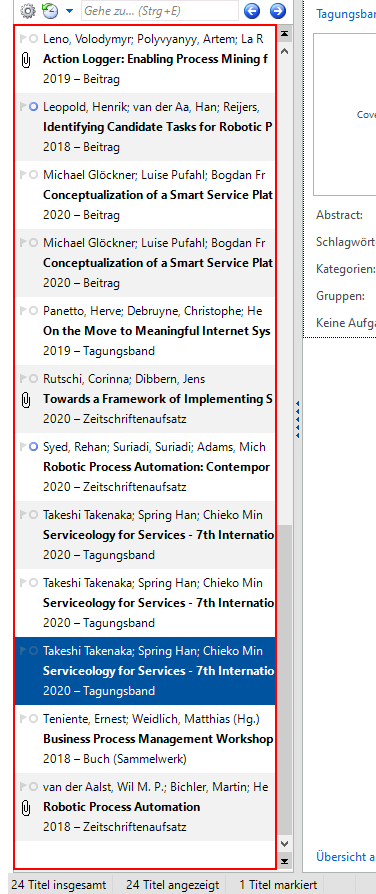 Gehe zu... (Strg+E)
Tagungsban
Leno, Volodymyr; Polyvyanyy, Artem; La R
Action Logger: Enabling Process Mining f
2019 – Beitrag
Leopold, Henrik; van der Aa, Han; Reijers,
Identifying Candidate Tasks for Robotic P
2018 – Beitrag
Michael Glöckner; Luise Pufahl; Bogdan Fr
Conceptualization of a Smart Service Plat
2020 – Beitrag
Michael Glöckner; Luise Pufahl; Bogdan Fr
Conceptualization of a Smart Service Plat
2020 – Beitrag
Panetto, Herve; Debruyne, Christophe; He
On the Move to Meaningful Internet Sys
2019 – Tagungsband
Rutschi, Corinna; Dibbern, Jens
Towards a Framework of Implementing S
2020 – Zeitschriftenaufsatz
Syed, Rehan; Suriadi, Suriadi; Adams, Mich
Robotic Process Automation: Contempor
2020 – Zeitschriftenaufsatz
Takeshi Takenaka; Spring Han; Chieko Min
Serviceology for Services - 7th Internatio
2020 – Tagungsband
Takeshi Takenaka; Spring Han; Chieko Min
Serviceology for Services - 7th Internatio
2020 – Tagungsband
Takeshi Takenaka; Spring Han; Chieko Min
Serviceology for Services - 7th Internatio
2020 – Tagungsband
Teniente, Ernest; Weidlich, Matthias (Hg.)
Business Process Management Workshop
2018 – Buch (Sammelwerk)
van der Aalst, Wil M. P.; Bichler, Martin; He
Robotic Process Automation
2018 – Zeitschriftenaufsatz
Cove
Abstract:
Schlagwört
Kategorien:
Gruppen:
Keine Aufga
Übersicht a
24 Titel insgesamt 24 Titel angezeigt 1 Titel markiert